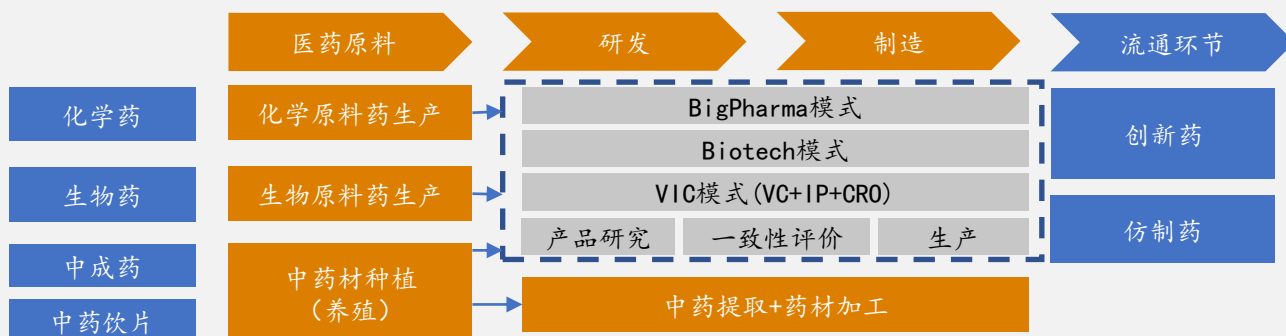 医药原料
研发
制造
流通环节
化学药
化学原料药生产
BigPharma模式
创新药
Biotech模式
生物药
生物原料药生产
VIC模式(VC+IP+CRO)
产品研究
一致性评价
生产
仿制药
中成药
中药材种植
（养殖）
中药提取+药材加工
中药饮片